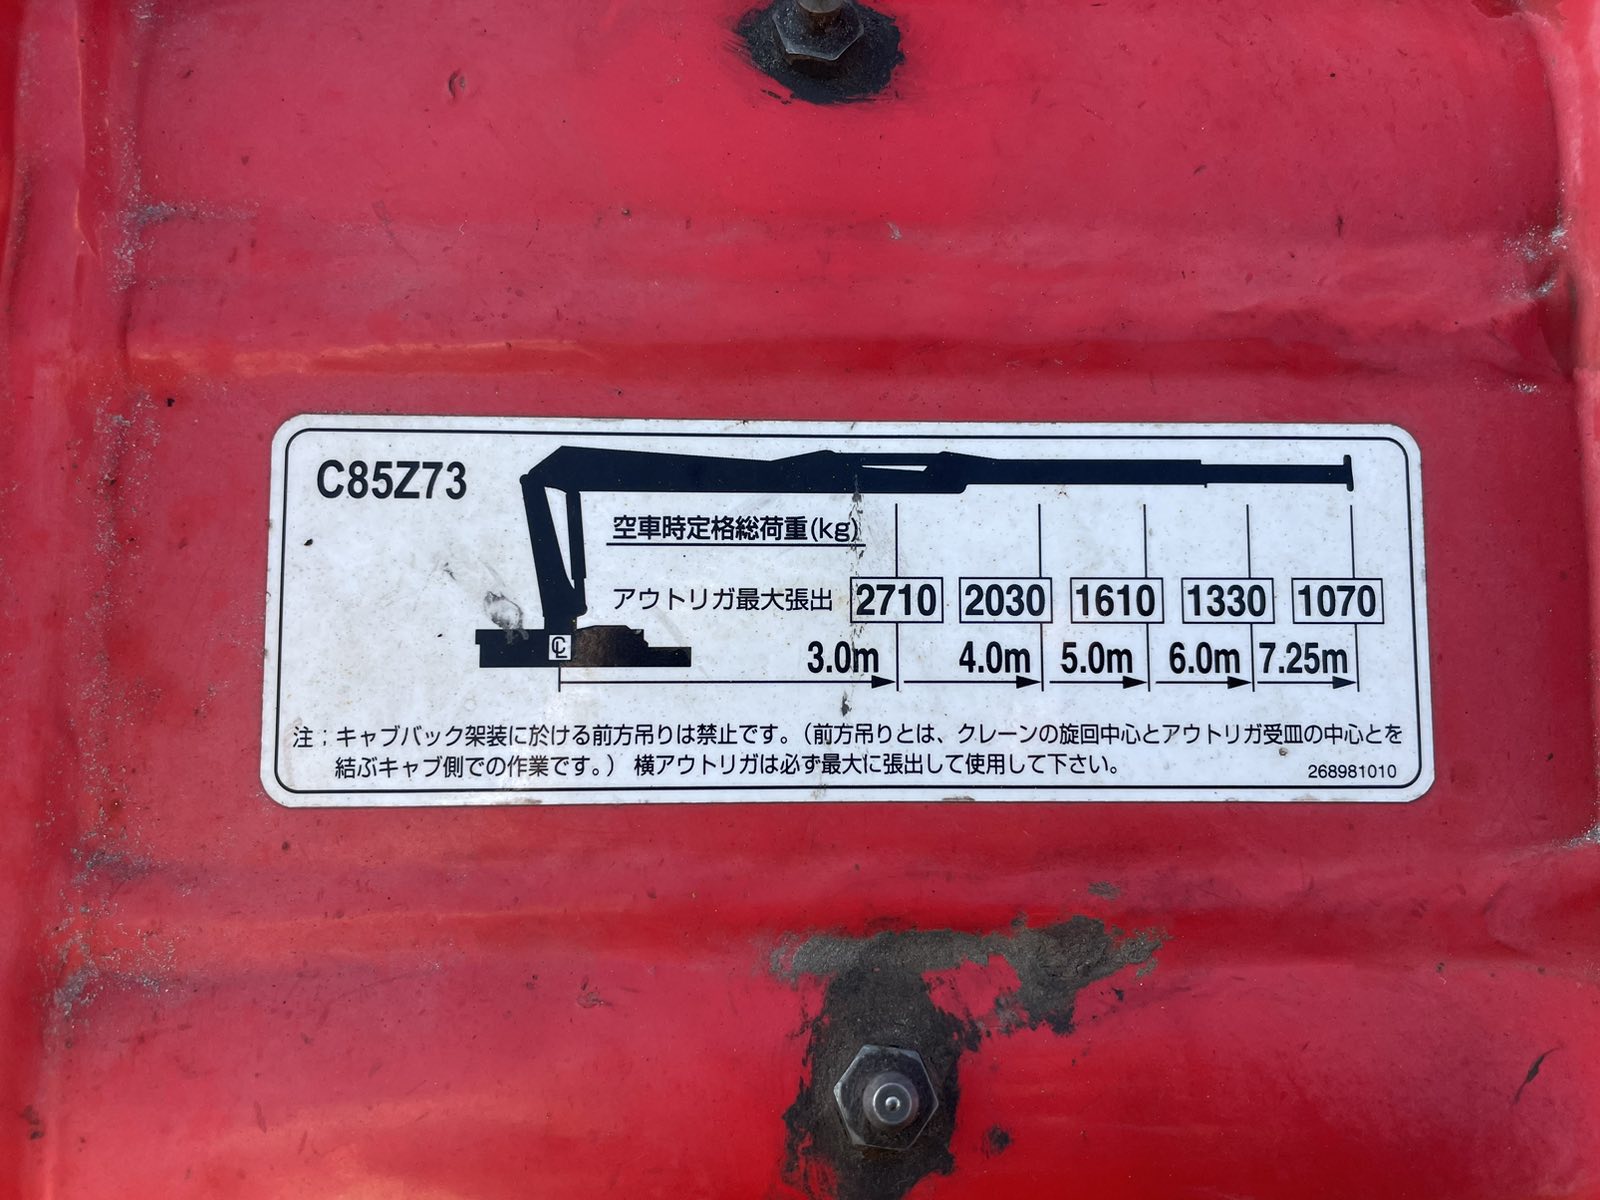 C85Z73
空車時定格総荷重(kg)
アウトリガ最大張出 2710 2030 1610 1330 1070
3.0m 4.0m 5.0m 6.0m 7.25m
CL
注；キャブバック架装に於ける前方吊りは禁止です。（前方吊りとは、クレーンの旋回中心とアウトリガ受皿の中心とを
結ぶキャブ側での作業です。） 横アウトリガは必ず最大に張出して使用して下さい。
268981010